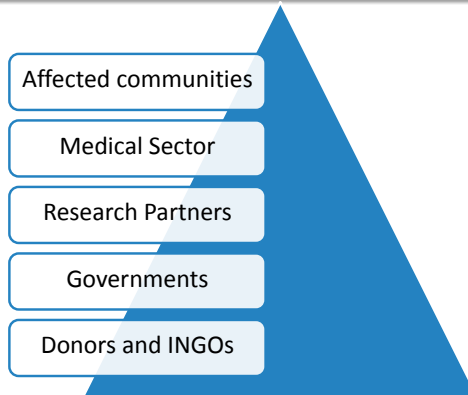 Affected communities
Medical Sector
Research Partners
Governments
Donors and INGOs